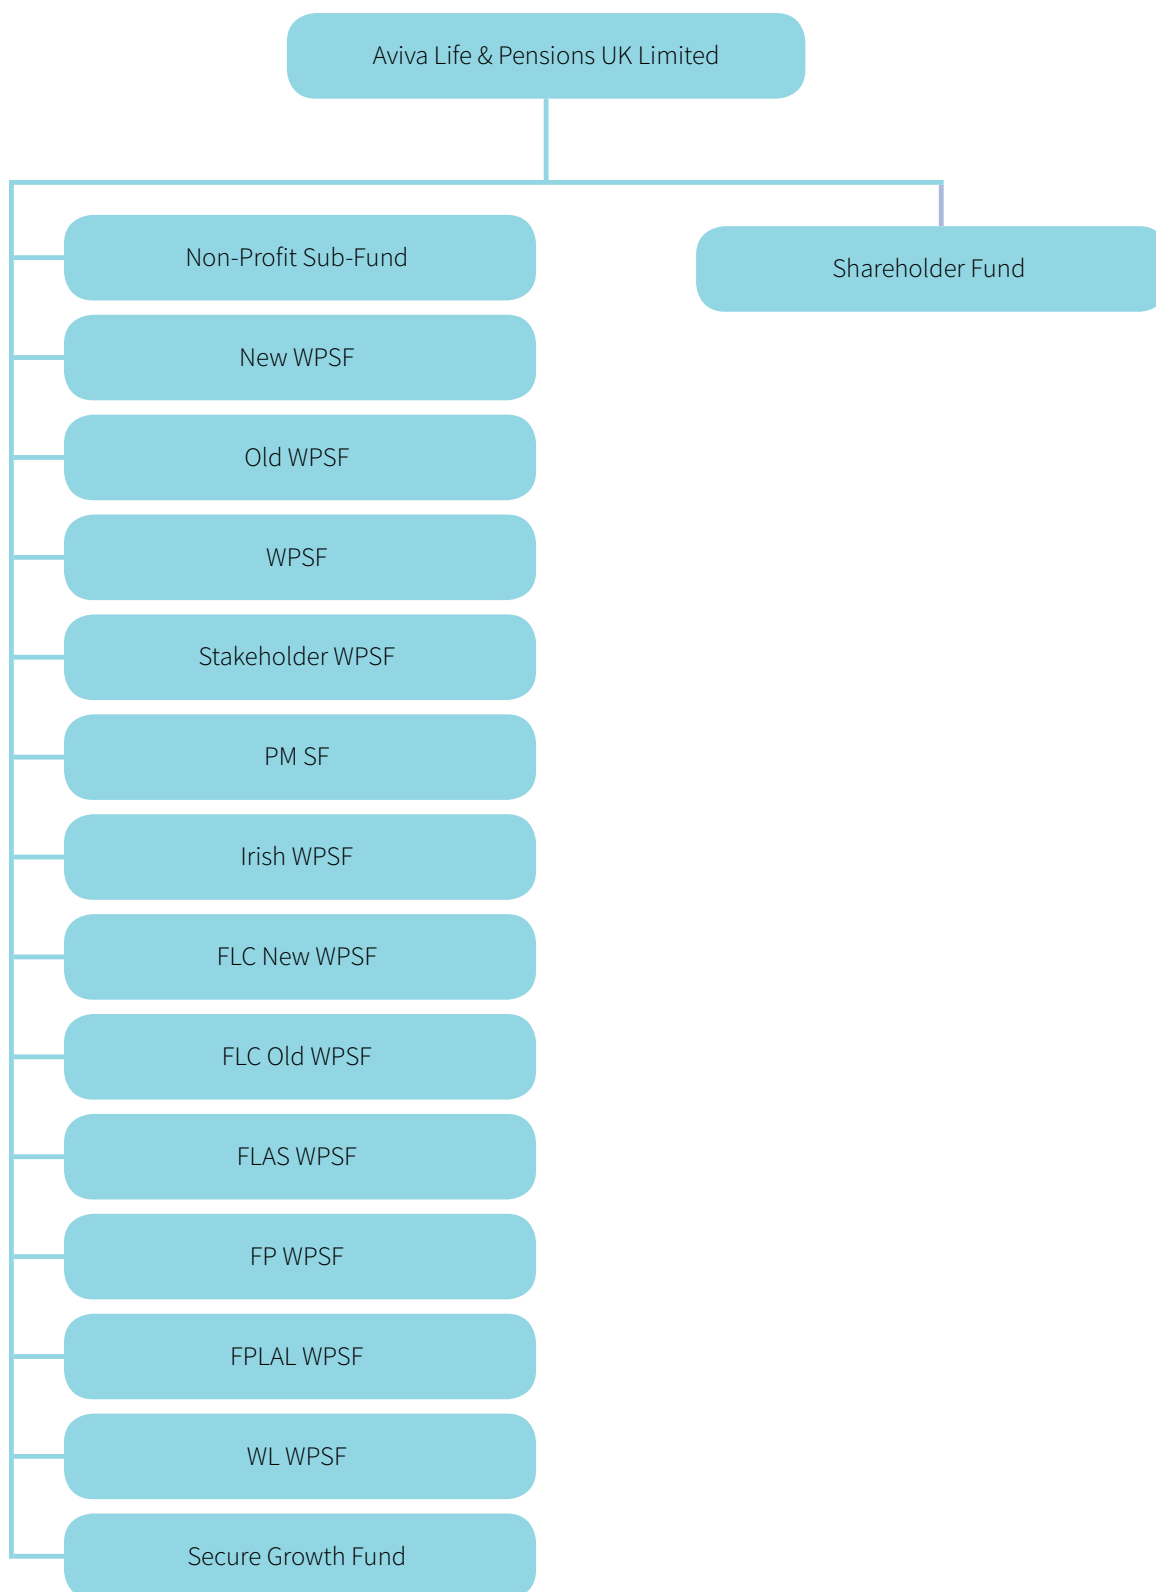 Aviva Life & Pensions UK Limited
Non-Profit Sub-Fund
Shareholder Fund
New WPSF
Old WPSF
WPSF
Stakeholder WPSF
PM SF
Irish WPSF
FLC New WPSF
FLC Old WPSF
FLAS WPSF
FP WPSF
FPLAL WPSF
WL WPSF
Secure Growth Fund